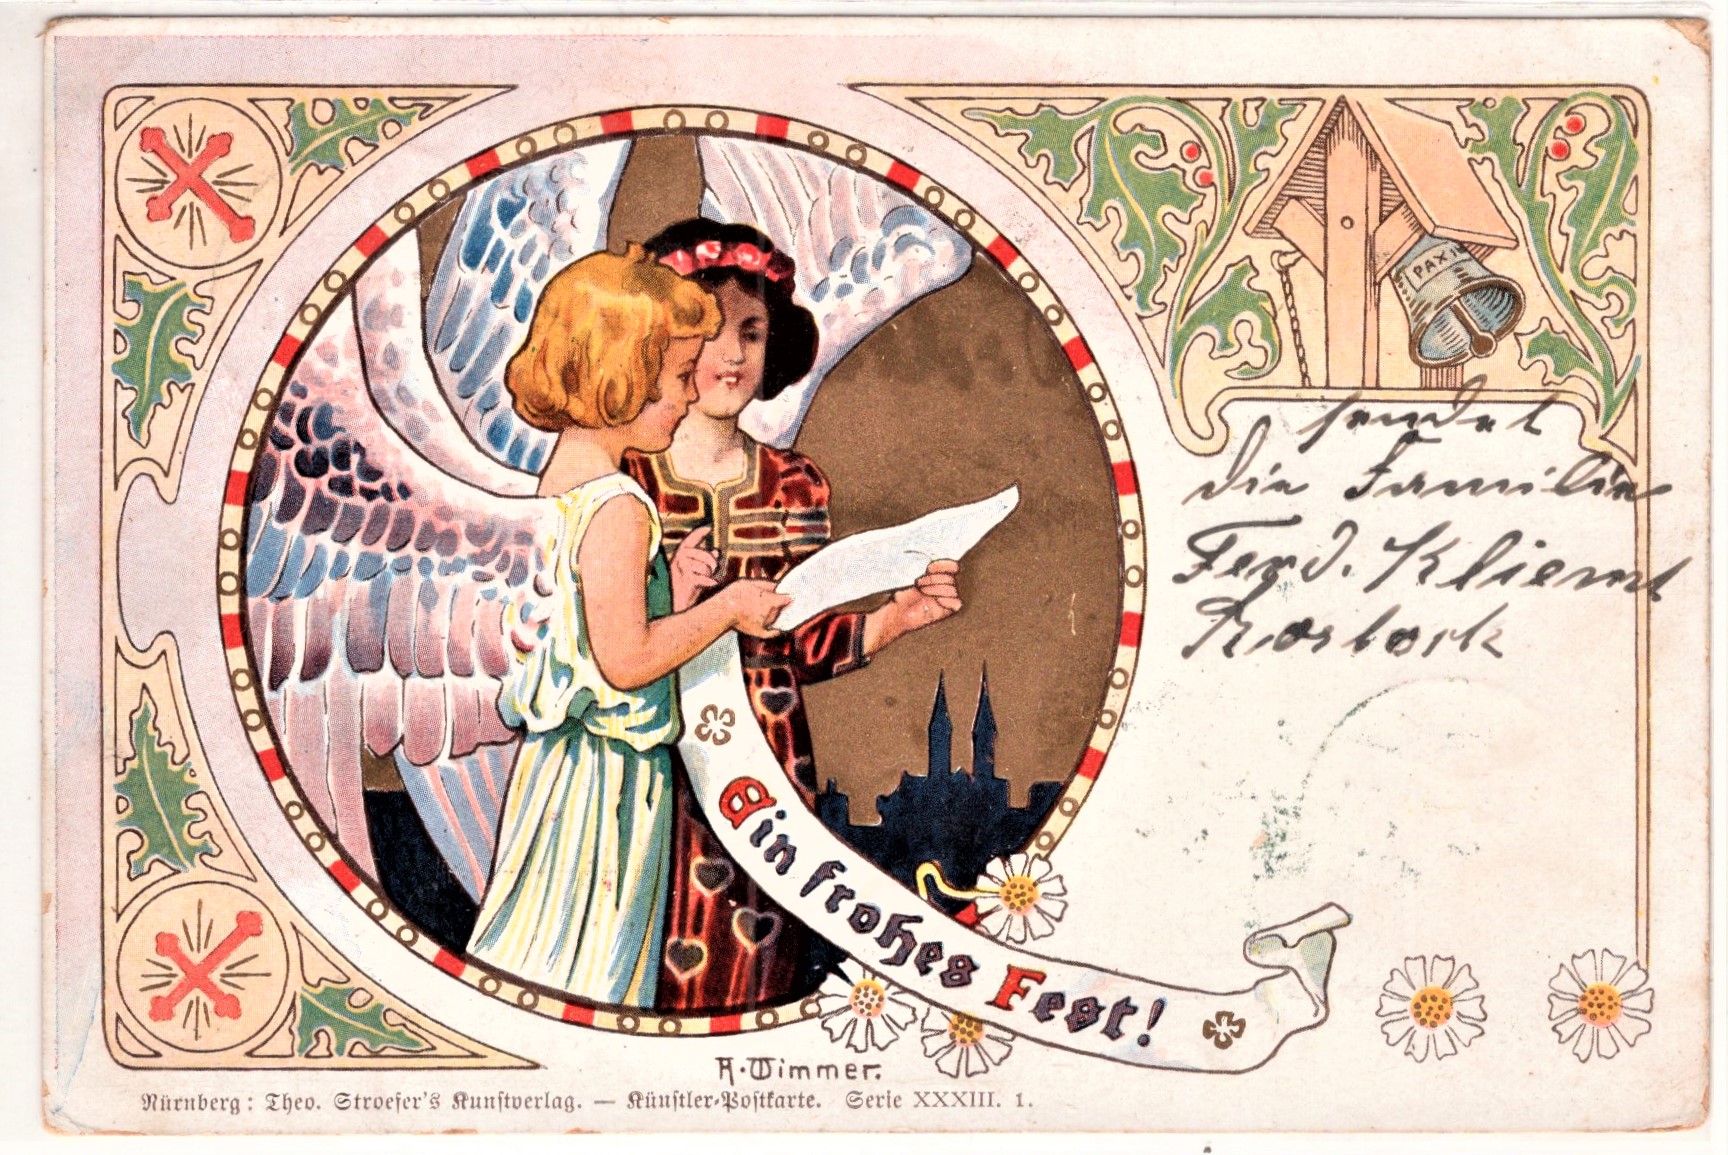 PAX
sendet
die Familie
Ferd. Kliemt
Rostock
Ein frohes Fest!
A. Wimmer.
Nürnberg: Theo. Stroefer's Kunstverlag. — Künstler-Postkarte. Serie XXXIII. 1.